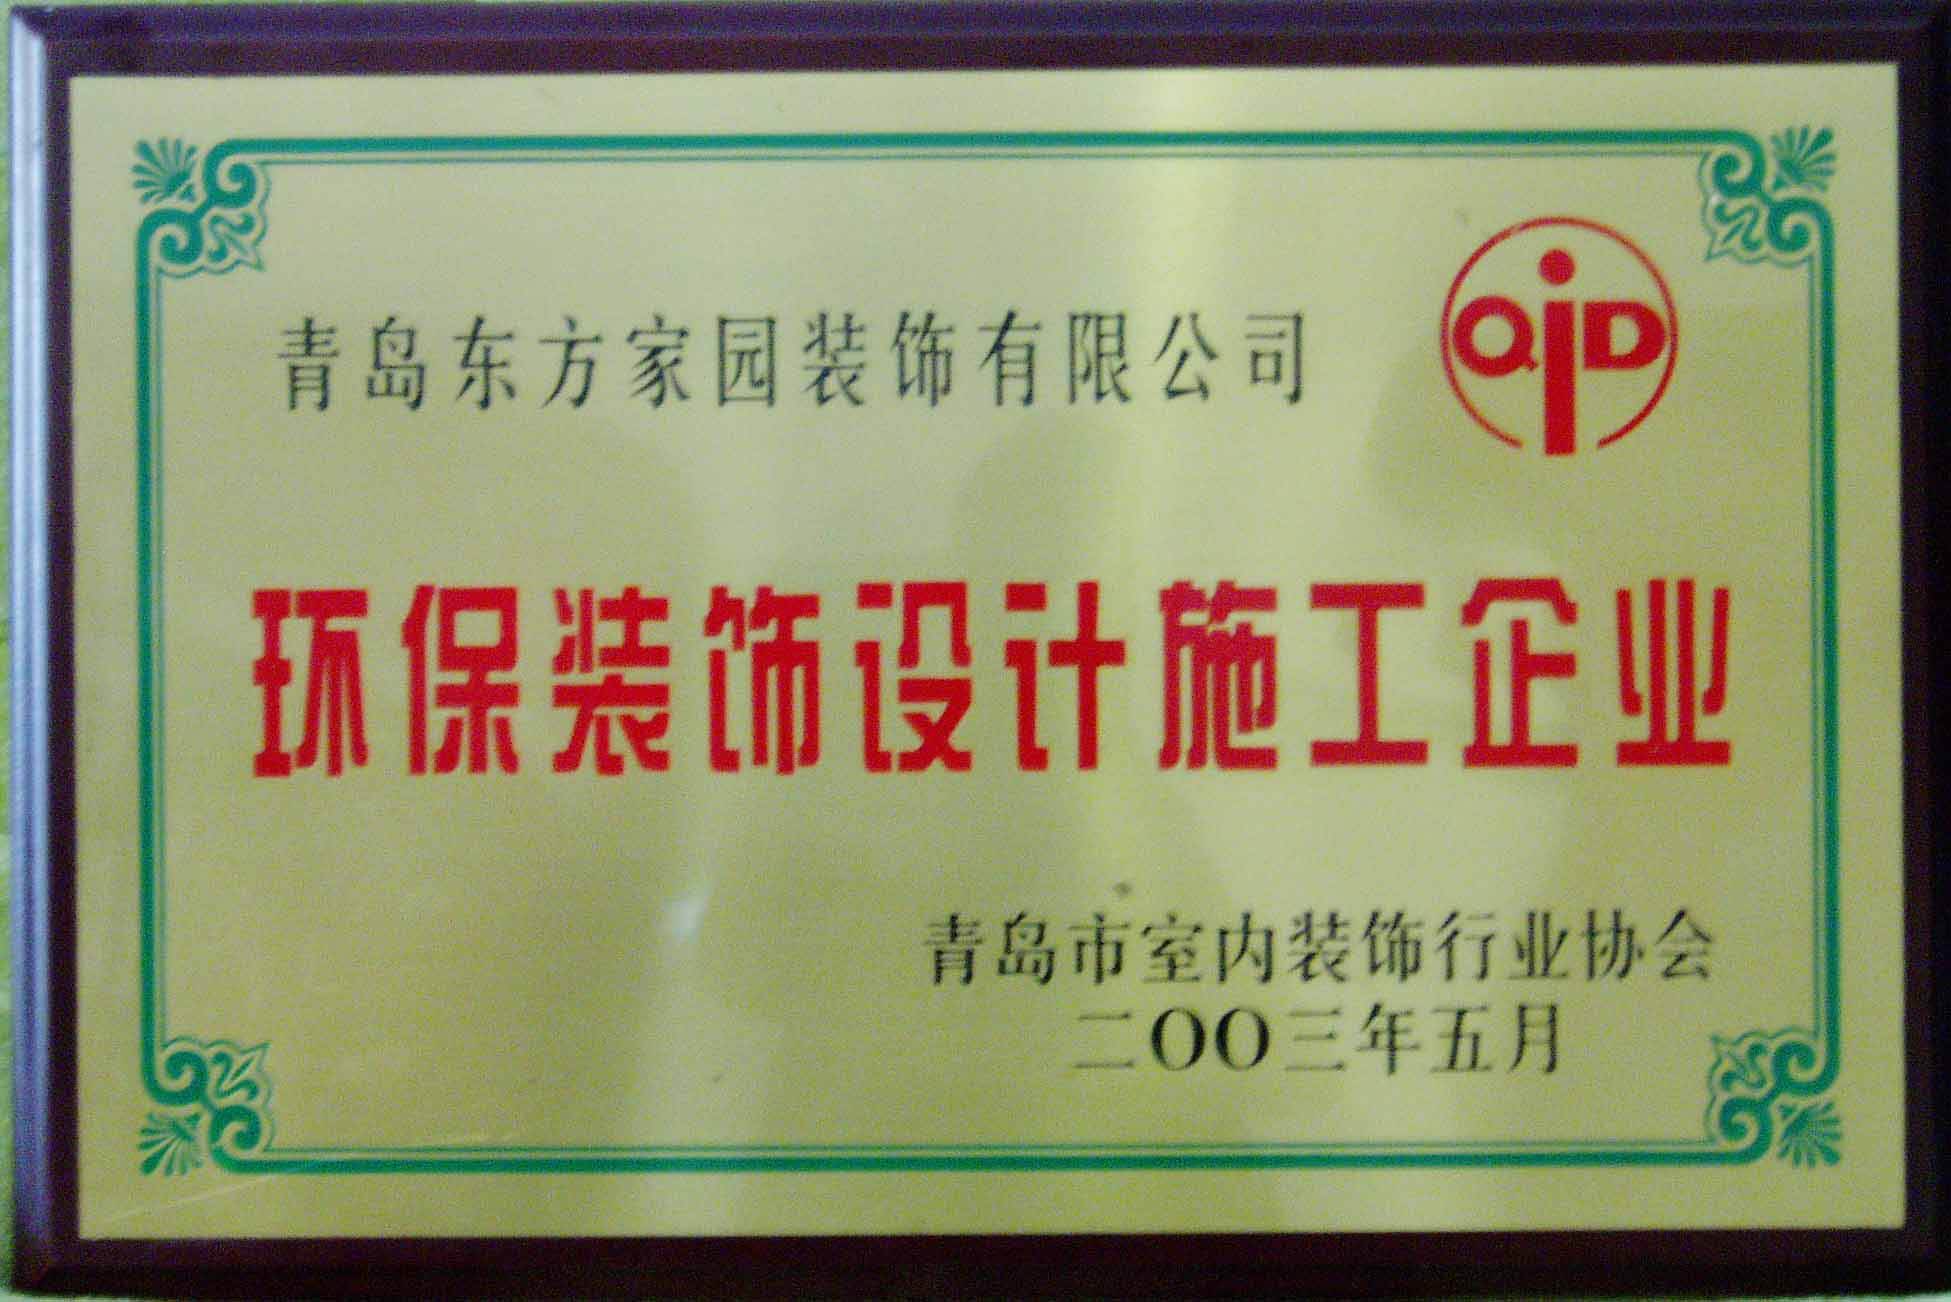 青岛东方家园装饰有限公司
QiD
环保装饰设计施工企业
青岛市室内装饰行业协会
二〇〇三年五月